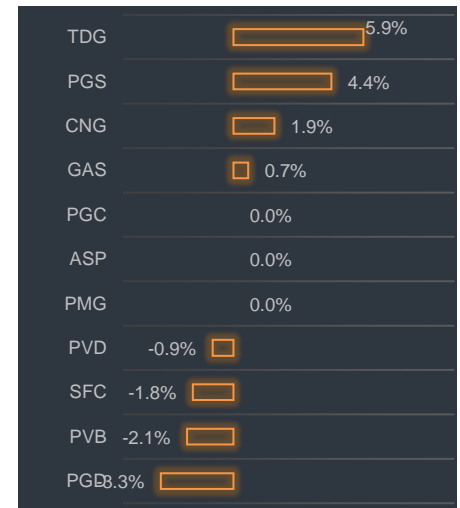 TDG 5.9%
PGS 4.4%
CNG 1.9%
GAS 0.7%
PGC 0.0%
ASP 0.0%
PMG 0.0%
PVD -0.9%
SFC -1.8%
PVB -2.1%
PGD -3.3%